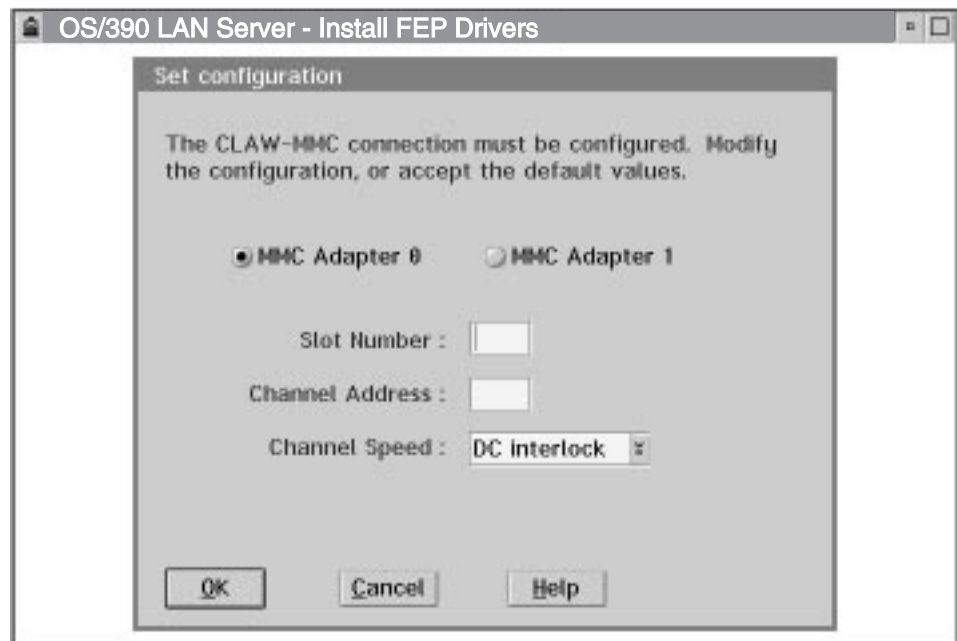 OS/390 LAN Server - Install FEP Drivers
Set configuration
The CLAW-MMC connection must be configured. Modify
the configuration, or accept the default values.
MMC Adapter 0 MMC Adapter 1
Slot Number :
Channel Address :
Channel Speed : DC interlock
OK Cancel Help